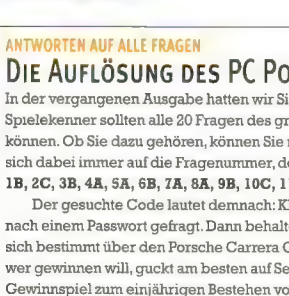 ANTWORTEN AUF ALLE FRAGEN
DIE AUFLÖSUNG DES PC PO
In der vergangenen Ausgabe hatten wir Si
Spielekenner sollten alle 20 Fragen des gr
können. Ob Sie dazu gehören, können Sie
sich dabei immer auf die Fragenummer, de
1B, 2C, 3B, 4A, 5A, 6B, 7A, 8A, 9B, 10C, 1
Der gesuchte Code lautet demnach:
nach einem Passwort gefragt. Dann behalt
sich bestimmt über den Porsche Carrera
wer gewinnen will, guckt am besten auf Se
Gewinnspiel zum einjährigen Bestehen vo